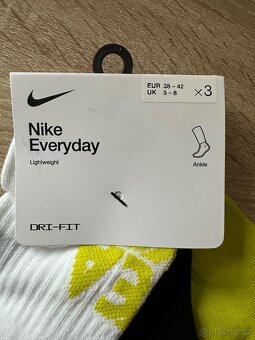 EUR 38 – 42
UK 5 – 8
×3
Nike
Everyday
Lightweight
Ankle
DRI-FIT